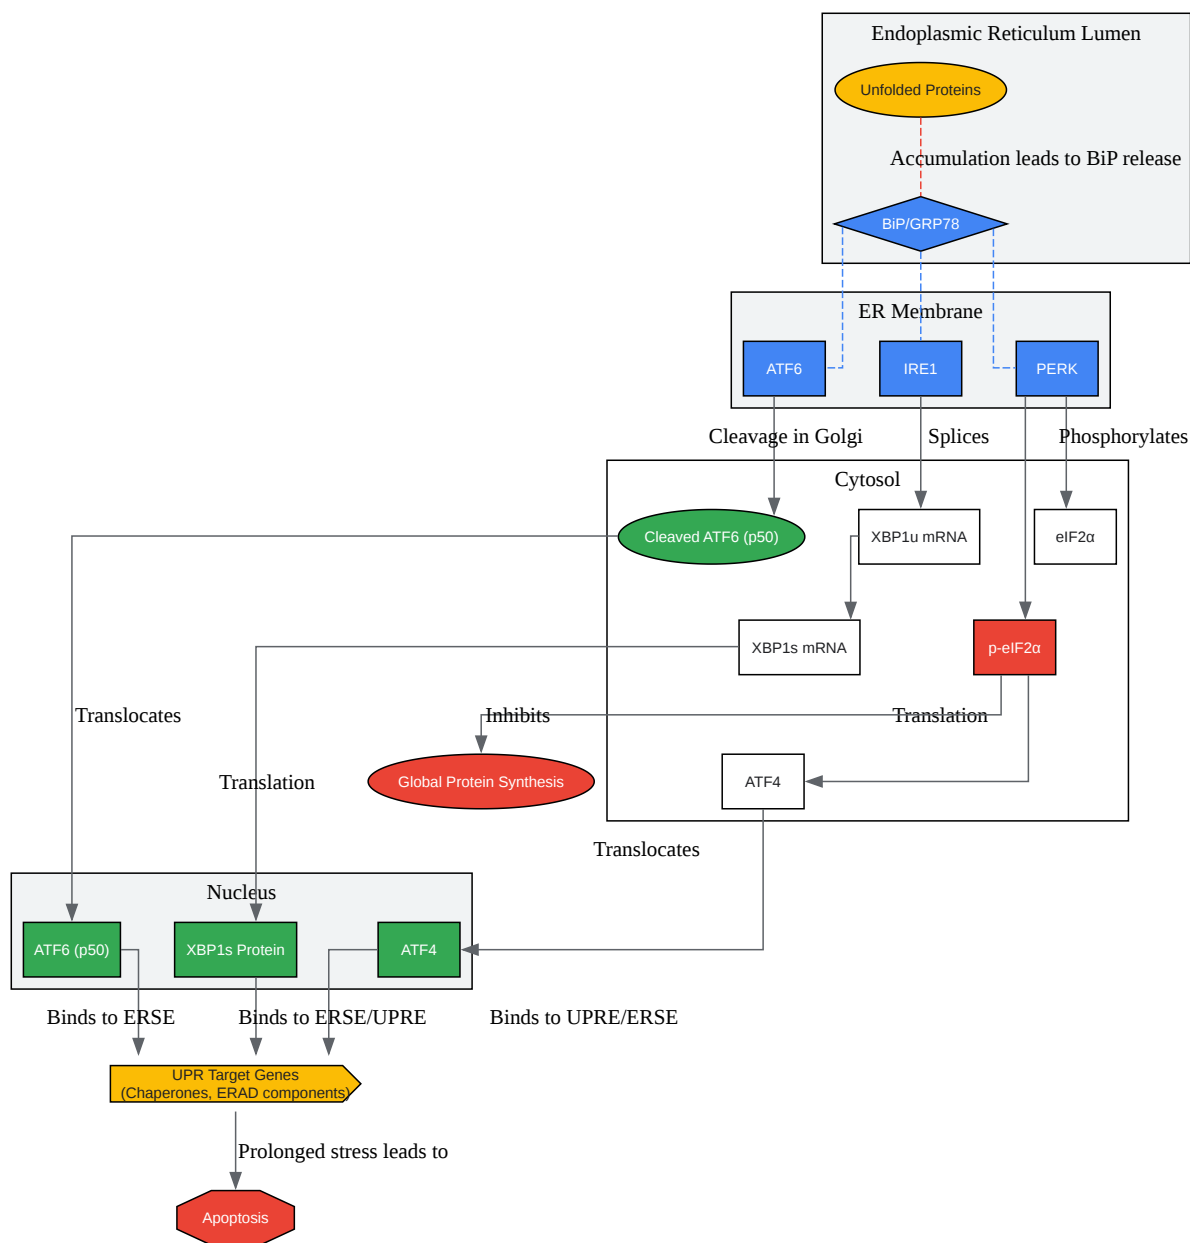 Endoplasmic Reticulum Lumen
Unfolded Proteins
Accumulation leads to BiP release
BiP/GRP78
ER Membrane
ATF6
IRE1
PERK
Cleavage in Golgi
Splices
Phosphorylates
Cytosol
Cleaved ATF6 (p50)
XBP1u mRNA
eIF2α
XBP1s mRNA
p-eIF2α
Translocates
Inhibits
Translation
Translation
Global Protein Synthesis
ATF4
Translocates
Nucleus
ATF6 (p50)
XBP1s Protein
ATF4
Binds to ERSE
Binds to ERSE/UPRE
Binds to UPRE/ERSE
UPR Target Genes
(Chaperones, ERAD components)
Prolonged stress leads to
Apoptosis